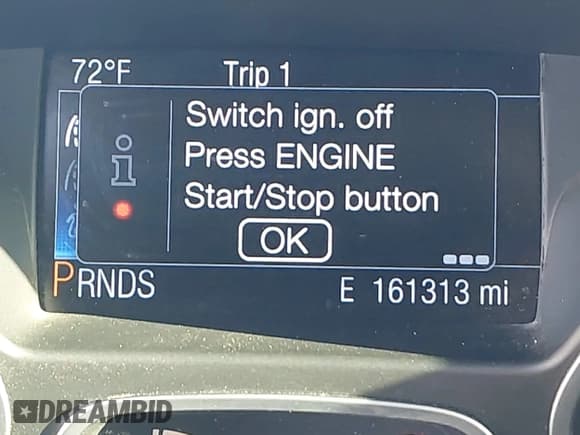 72°F Trip 1
Switch ign. off
Press ENGINE
Start/Stop button
OK
PRNDS E 161313 mi
DREAMBID